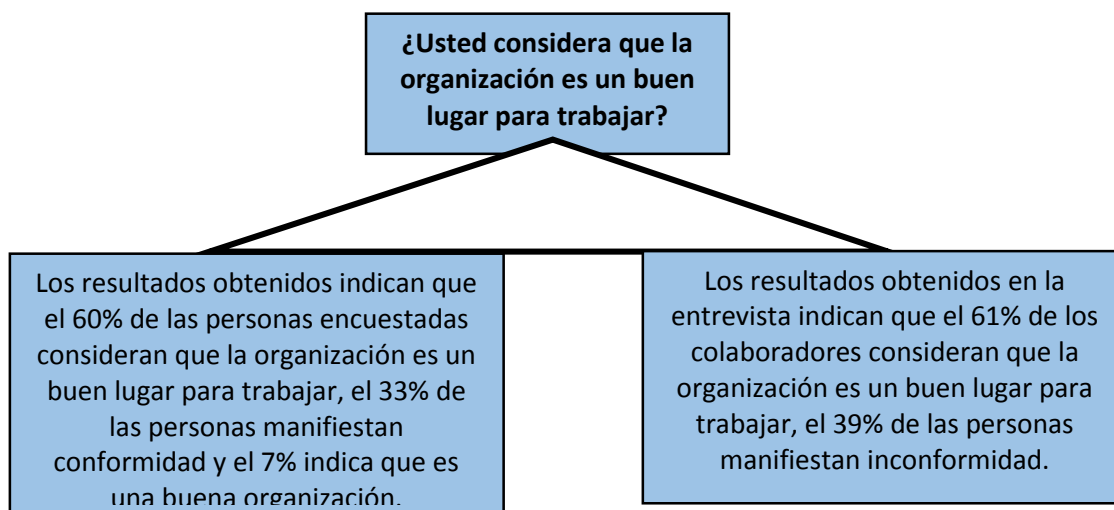 ¿Usted considera que la
organización es un buen
lugar para trabajar?
Los resultados obtenidos indican que
el 60% de las personas encuestadas
consideran que la organización es un
buen lugar para trabajar, el 33% de
las personas manifiestan
conformidad y el 7% indica que es
una buena organización.
Los resultados obtenidos en la
entrevista indican que el 61% de los
colaboradores consideran que la
organización es un buen lugar para
trabajar, el 39% de las personas
manifiestan inconformidad.